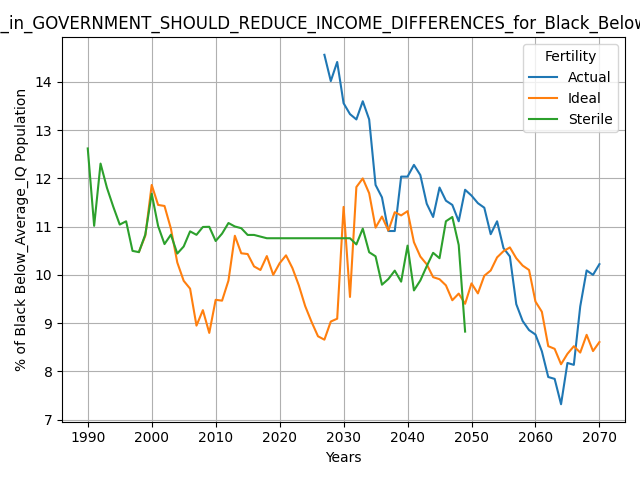 _in_GOVERNMENT_SHOULD_REDUCE_INCOME_DIFFERENCES_for_Black_Below
Fertility
Actual
Ideal
Sterile
% of Black Below_Average_IQ Population
14
13
12
11
10
9
8
7
1990 2000 2010 2020 2030 2040 2050 2060 2070
Years